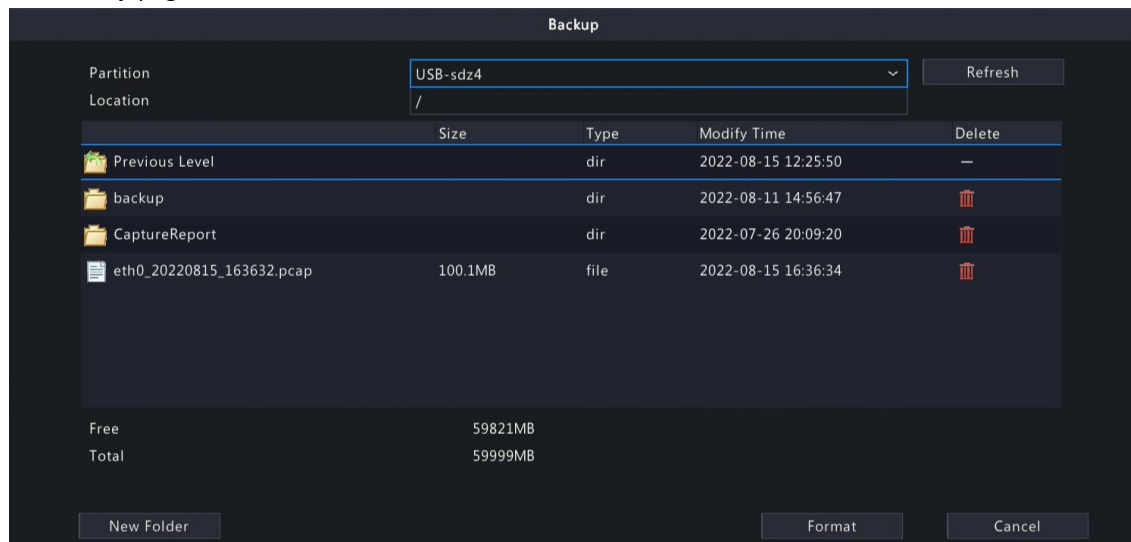 Backup
Partition USB-sdz4 Refresh
Location /
Size Type Modify Time Delete
Previous Level dir 2022-08-15 12:25:50 —
backup dir 2022-08-11 14:56:47
CaptureReport dir 2022-07-26 20:09:20
eth0_20220815_163632.pcap 100.1MB file 2022-08-15 16:36:34
Free 59821MB
Total 59999MB
New Folder Format Cancel